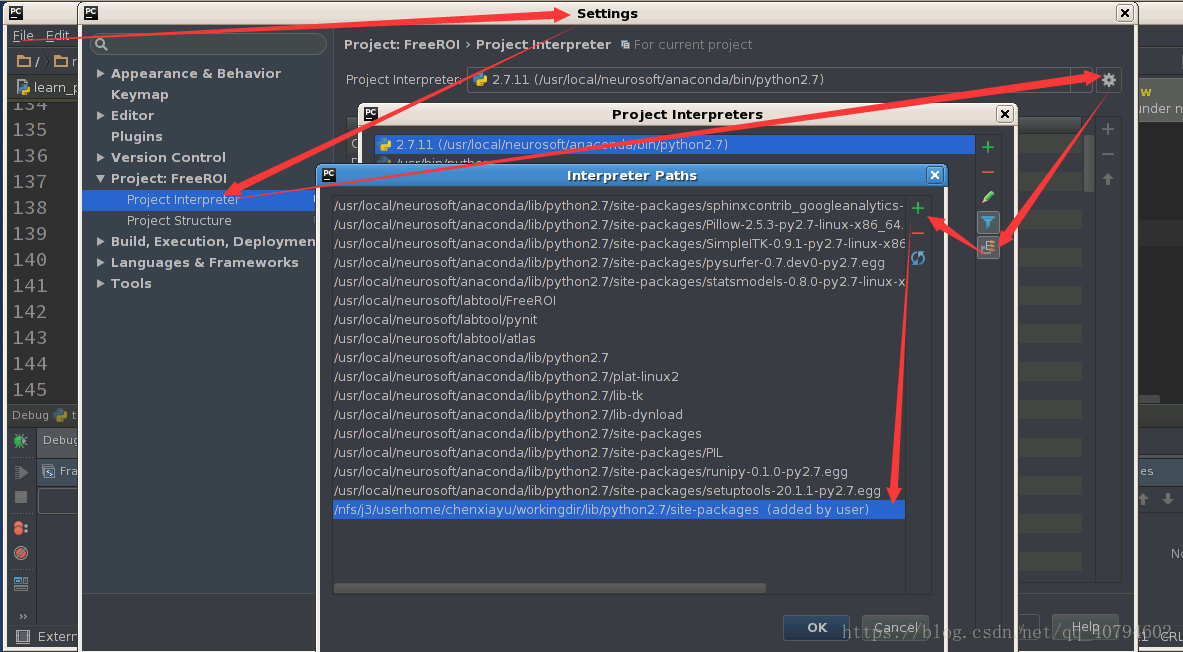 PC
PC
Settings
File Edit
Project: FreeROI › Project Interpreter
For current project
/
learn_p
Appearance & Behavior
Keymap
Editor
Plugins
Version Control
Project: FreeROI
Project Interpreter
Project Structure
Build, Execution, Deploymen
Languages & Frameworks
Tools
Project Interpreter:
2.7.11 (/usr/local/neurosoft/anaconda/bin/python2.7)
under n
134
135
136
137
138
139
140
141
142
143
144
145
Debug
Debug
Fra
»
Extern
PC
Project Interpreters
2.7.11 (/usr/local/neurosoft/anaconda/bin/python2.7)
/usr/bin/python
PC
Interpreter Paths
/usr/local/neurosoft/anaconda/lib/python2.7/site-packages/sphinxcontrib_googleanalytics-
/usr/local/neurosoft/anaconda/lib/python2.7/site-packages/Pillow-2.5.3-py2.7-linux-x86_64.
/usr/local/neurosoft/anaconda/lib/python2.7/site-packages/SimpleITK-0.9.1-py2.7-linux-x86
/usr/local/neurosoft/anaconda/lib/python2.7/site-packages/pysurfer-0.7.dev0-py2.7.egg
/usr/local/neurosoft/anaconda/lib/python2.7/site-packages/statsmodels-0.8.0-py2.7-linux-x
/usr/local/neurosoft/labtool/FreeROI
/usr/local/neurosoft/labtool/pynit
/usr/local/neurosoft/labtool/atlas
/usr/local/neurosoft/anaconda/lib/python2.7
/usr/local/neurosoft/anaconda/lib/python2.7/plat-linux2
/usr/local/neurosoft/anaconda/lib/python2.7/lib-tk
/usr/local/neurosoft/anaconda/lib/python2.7/lib-dynload
/usr/local/neurosoft/anaconda/lib/python2.7/site-packages
/usr/local/neurosoft/anaconda/lib/python2.7/site-packages/PIL
/usr/local/neurosoft/anaconda/lib/python2.7/site-packages/runipy-0.1.0-py2.7.egg
/usr/local/neurosoft/anaconda/lib/python2.7/site-packages/setuptools-20.1.1-py2.7.egg
/nfs/j3/userhome/chenxiayu/workingdir/lib/python2.7/site-packages (added by user)
OK
Cancel
Help
es
No
CRL
https://blog.csdn.net/qq_40794602